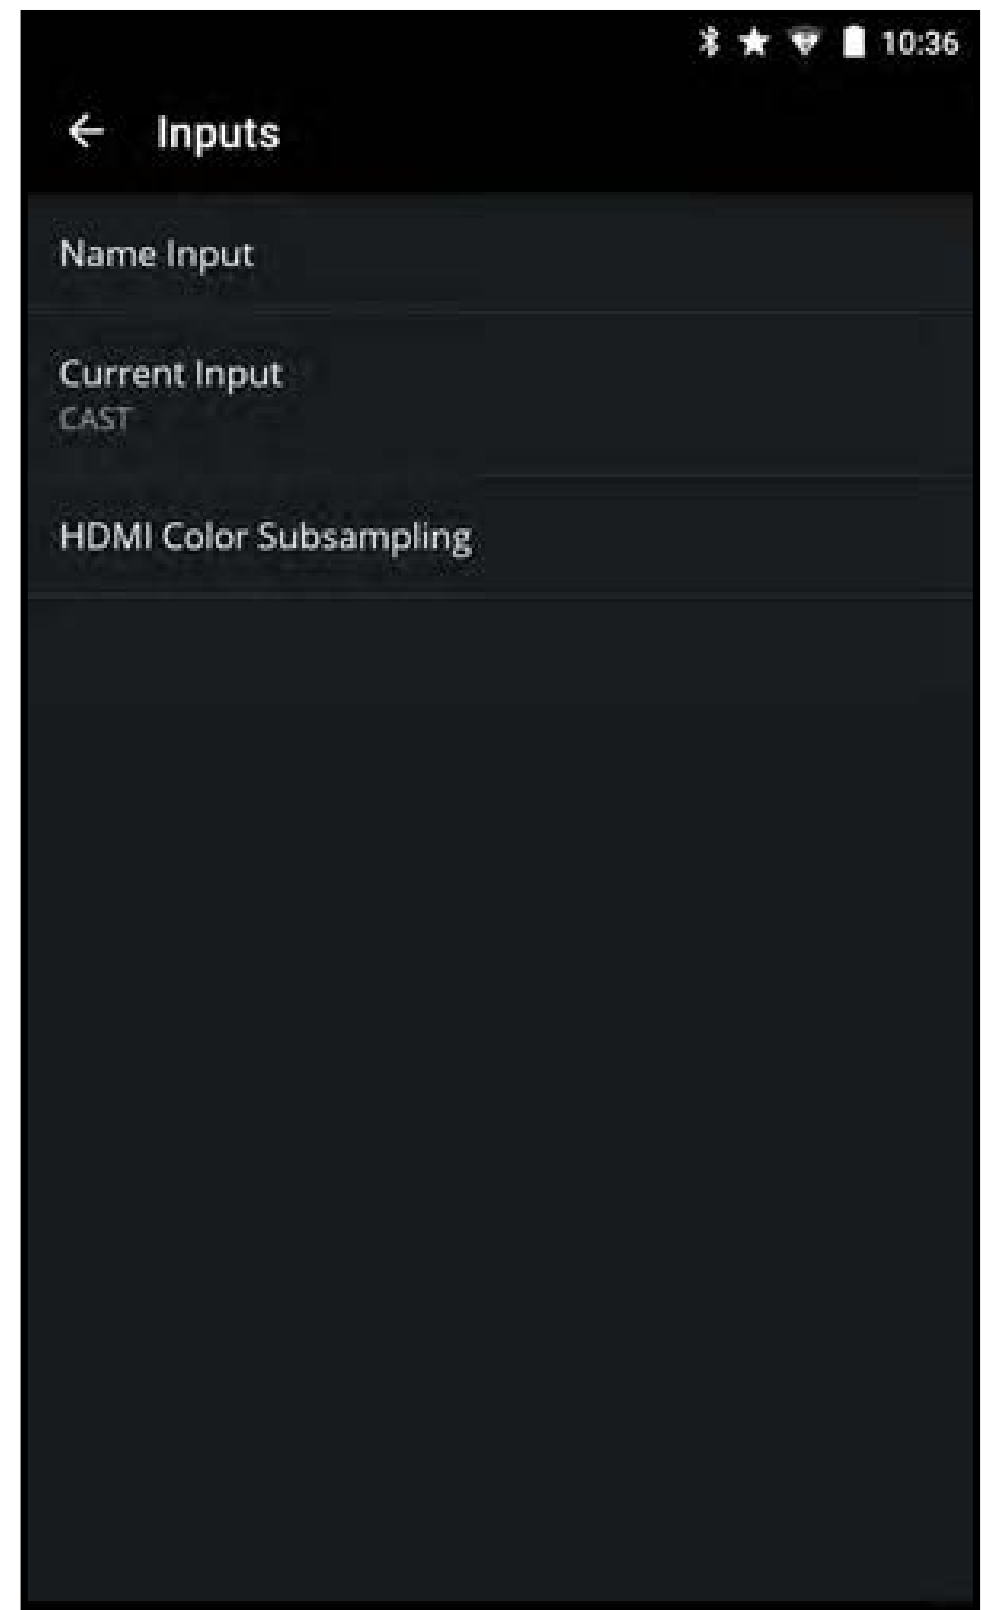 10:36
Inputs
Name Input
Current Input
CAST
HDMI Color Subsampling